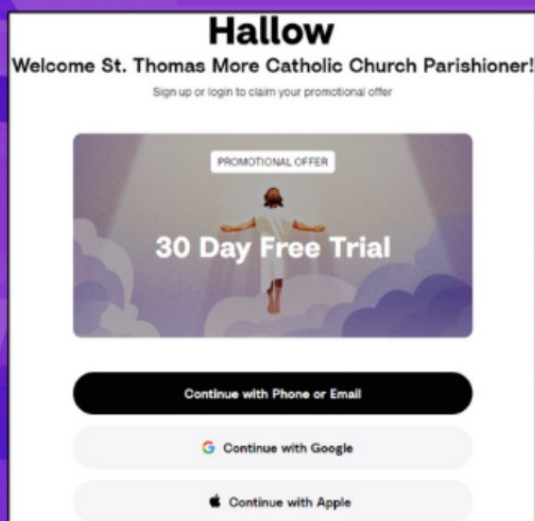 Hallow
Welcome St. Thomas More Catholic Church Parishioner!
Sign up or login to claim your promotional offer
PROMOTIONAL OFFER
30 Day Free Trial
Continue with Phone or Email
Continue with Google
Continue with Apple